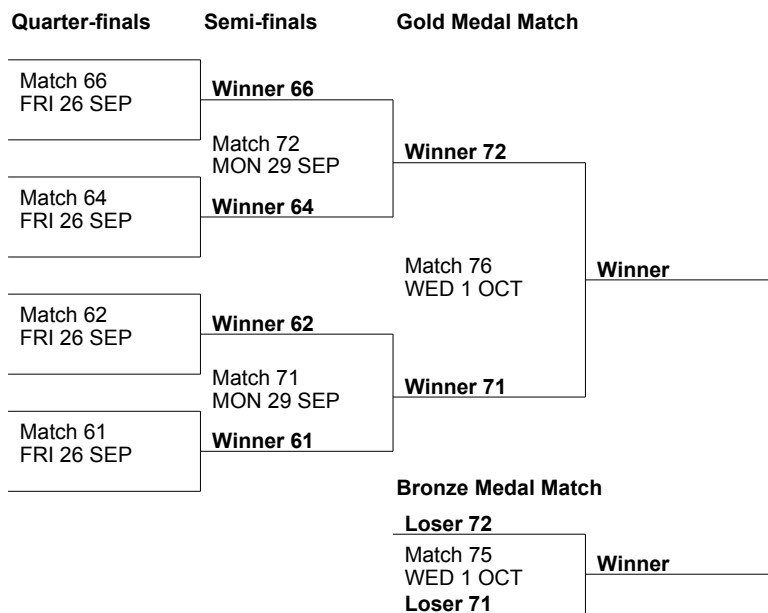 Quarter-finals Semi-finals Gold Medal Match
Match 66
FRI 26 SEP
Winner 66
Match 72
MON 29 SEP
Winner 72
Match 64
FRI 26 SEP
Winner 64
Match 76
WED 1 OCT
Winner
Match 62
FRI 26 SEP
Winner 62
Match 71
MON 29 SEP
Winner 71
Match 61
FRI 26 SEP
Winner 61
Bronze Medal Match
Loser 72
Match 75
WED 1 OCT
Winner
Loser 71